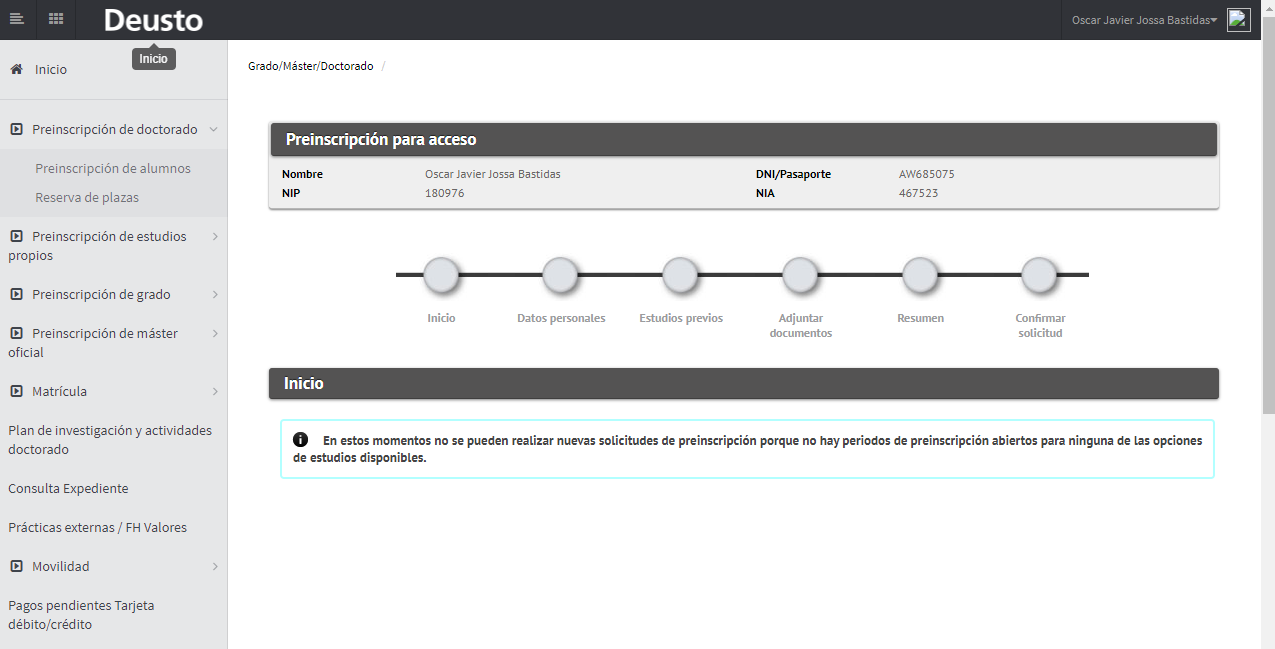 Deusto
Oscar Javier Jossa Bastidas
Inicio
Inicio
Preinscripción de doctorado
Preinscripción de alumnos
Reserva de plazas
Preinscripción de estudios
propios
Preinscripción de grado
Preinscripción de máster
oficial
Matrícula
Plan de investigación y actividades
doctorado
Consulta Expediente
Prácticas externas / FH Valores
Movilidad
Pagos pendientes Tarjeta
débito/crédito
Grado/Máster/Doctorado /
Preinscripción para acceso
Nombre Oscar Javier Jossa Bastidas DNI/Pasaporte AW685075
NIP 180976 NIA 467523
Inicio Datos personales Estudios previos Adjuntar Resumen Confirmar
documentos solicitud
Inicio
En estos momentos no se pueden realizar nuevas solicitudes de preinscripción porque no hay periodos de preinscripción abiertos para ninguna de las opciones
de estudios disponibles.